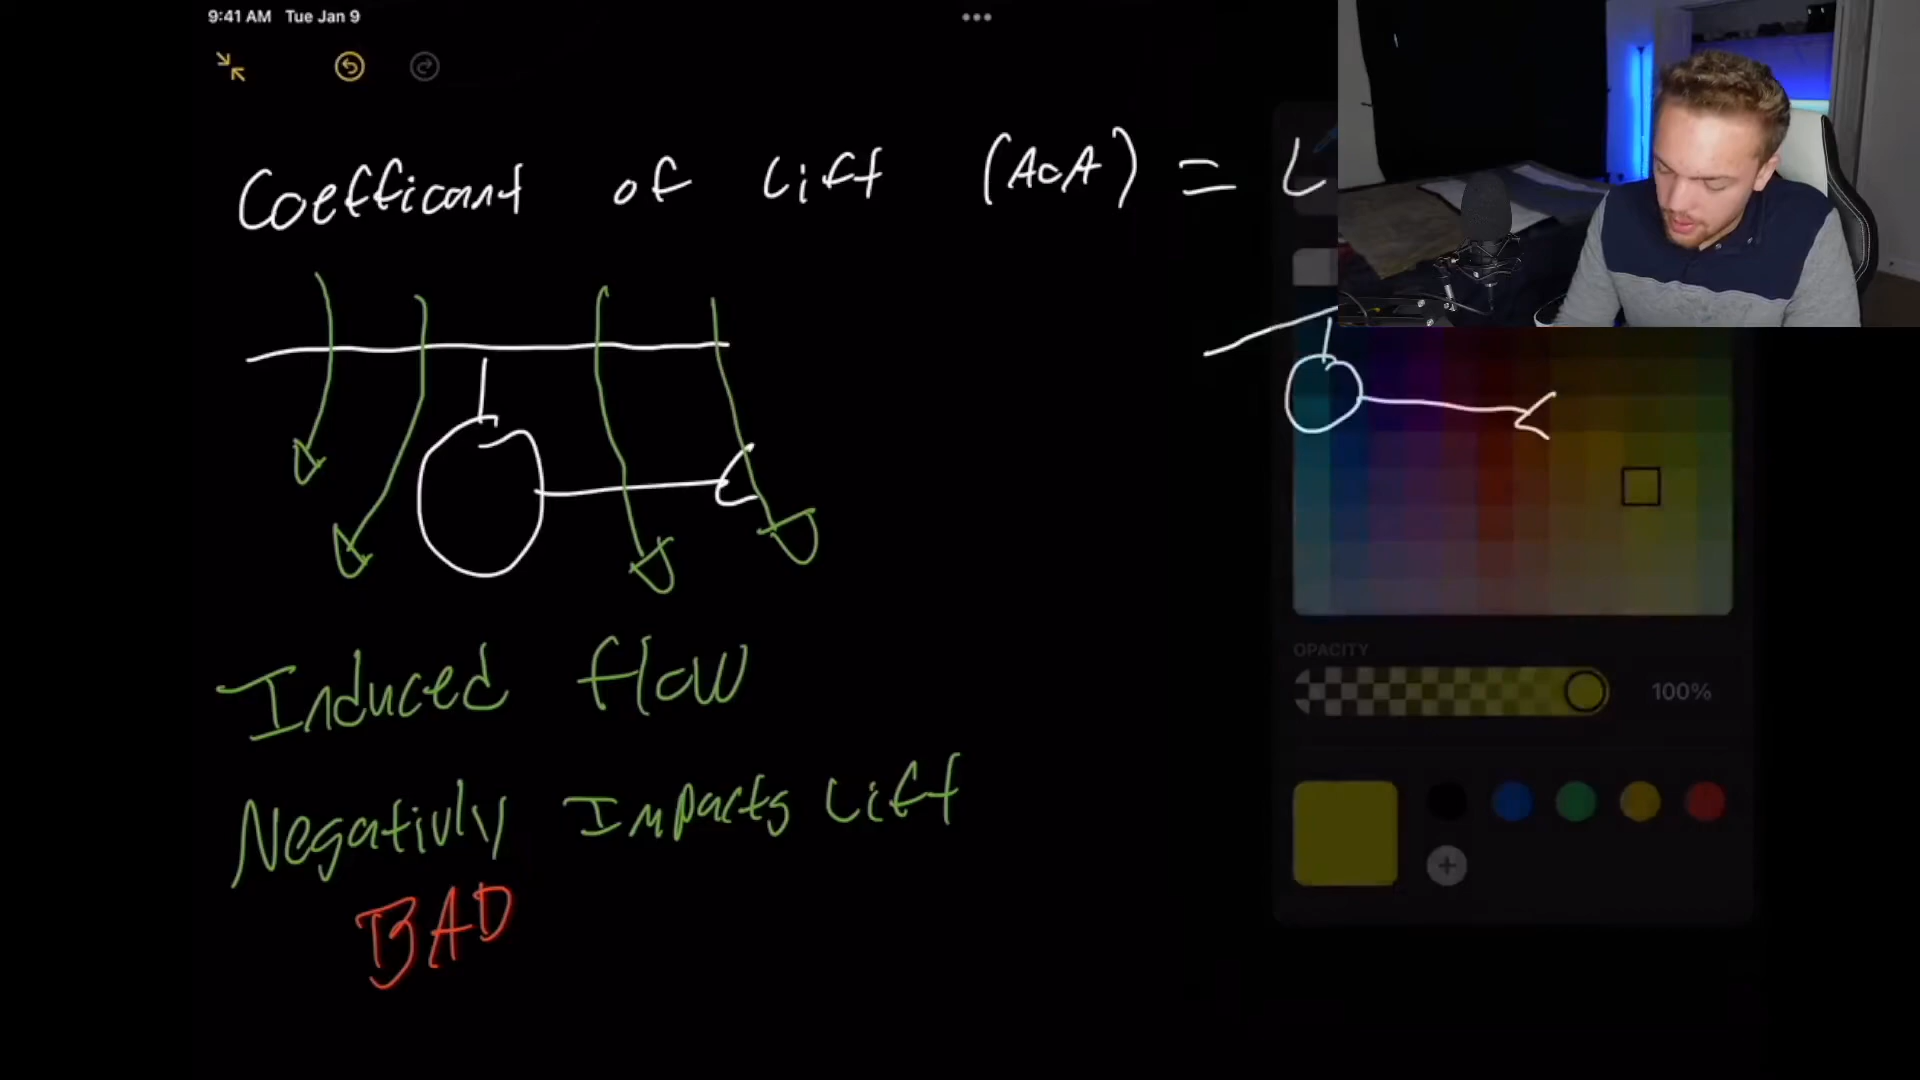 9:41 AM Tue Jan 9
Coefficant of Lift (AoA) = L
Induced flow
Negativly Impacts Lift
BAD
OPACITY
100%